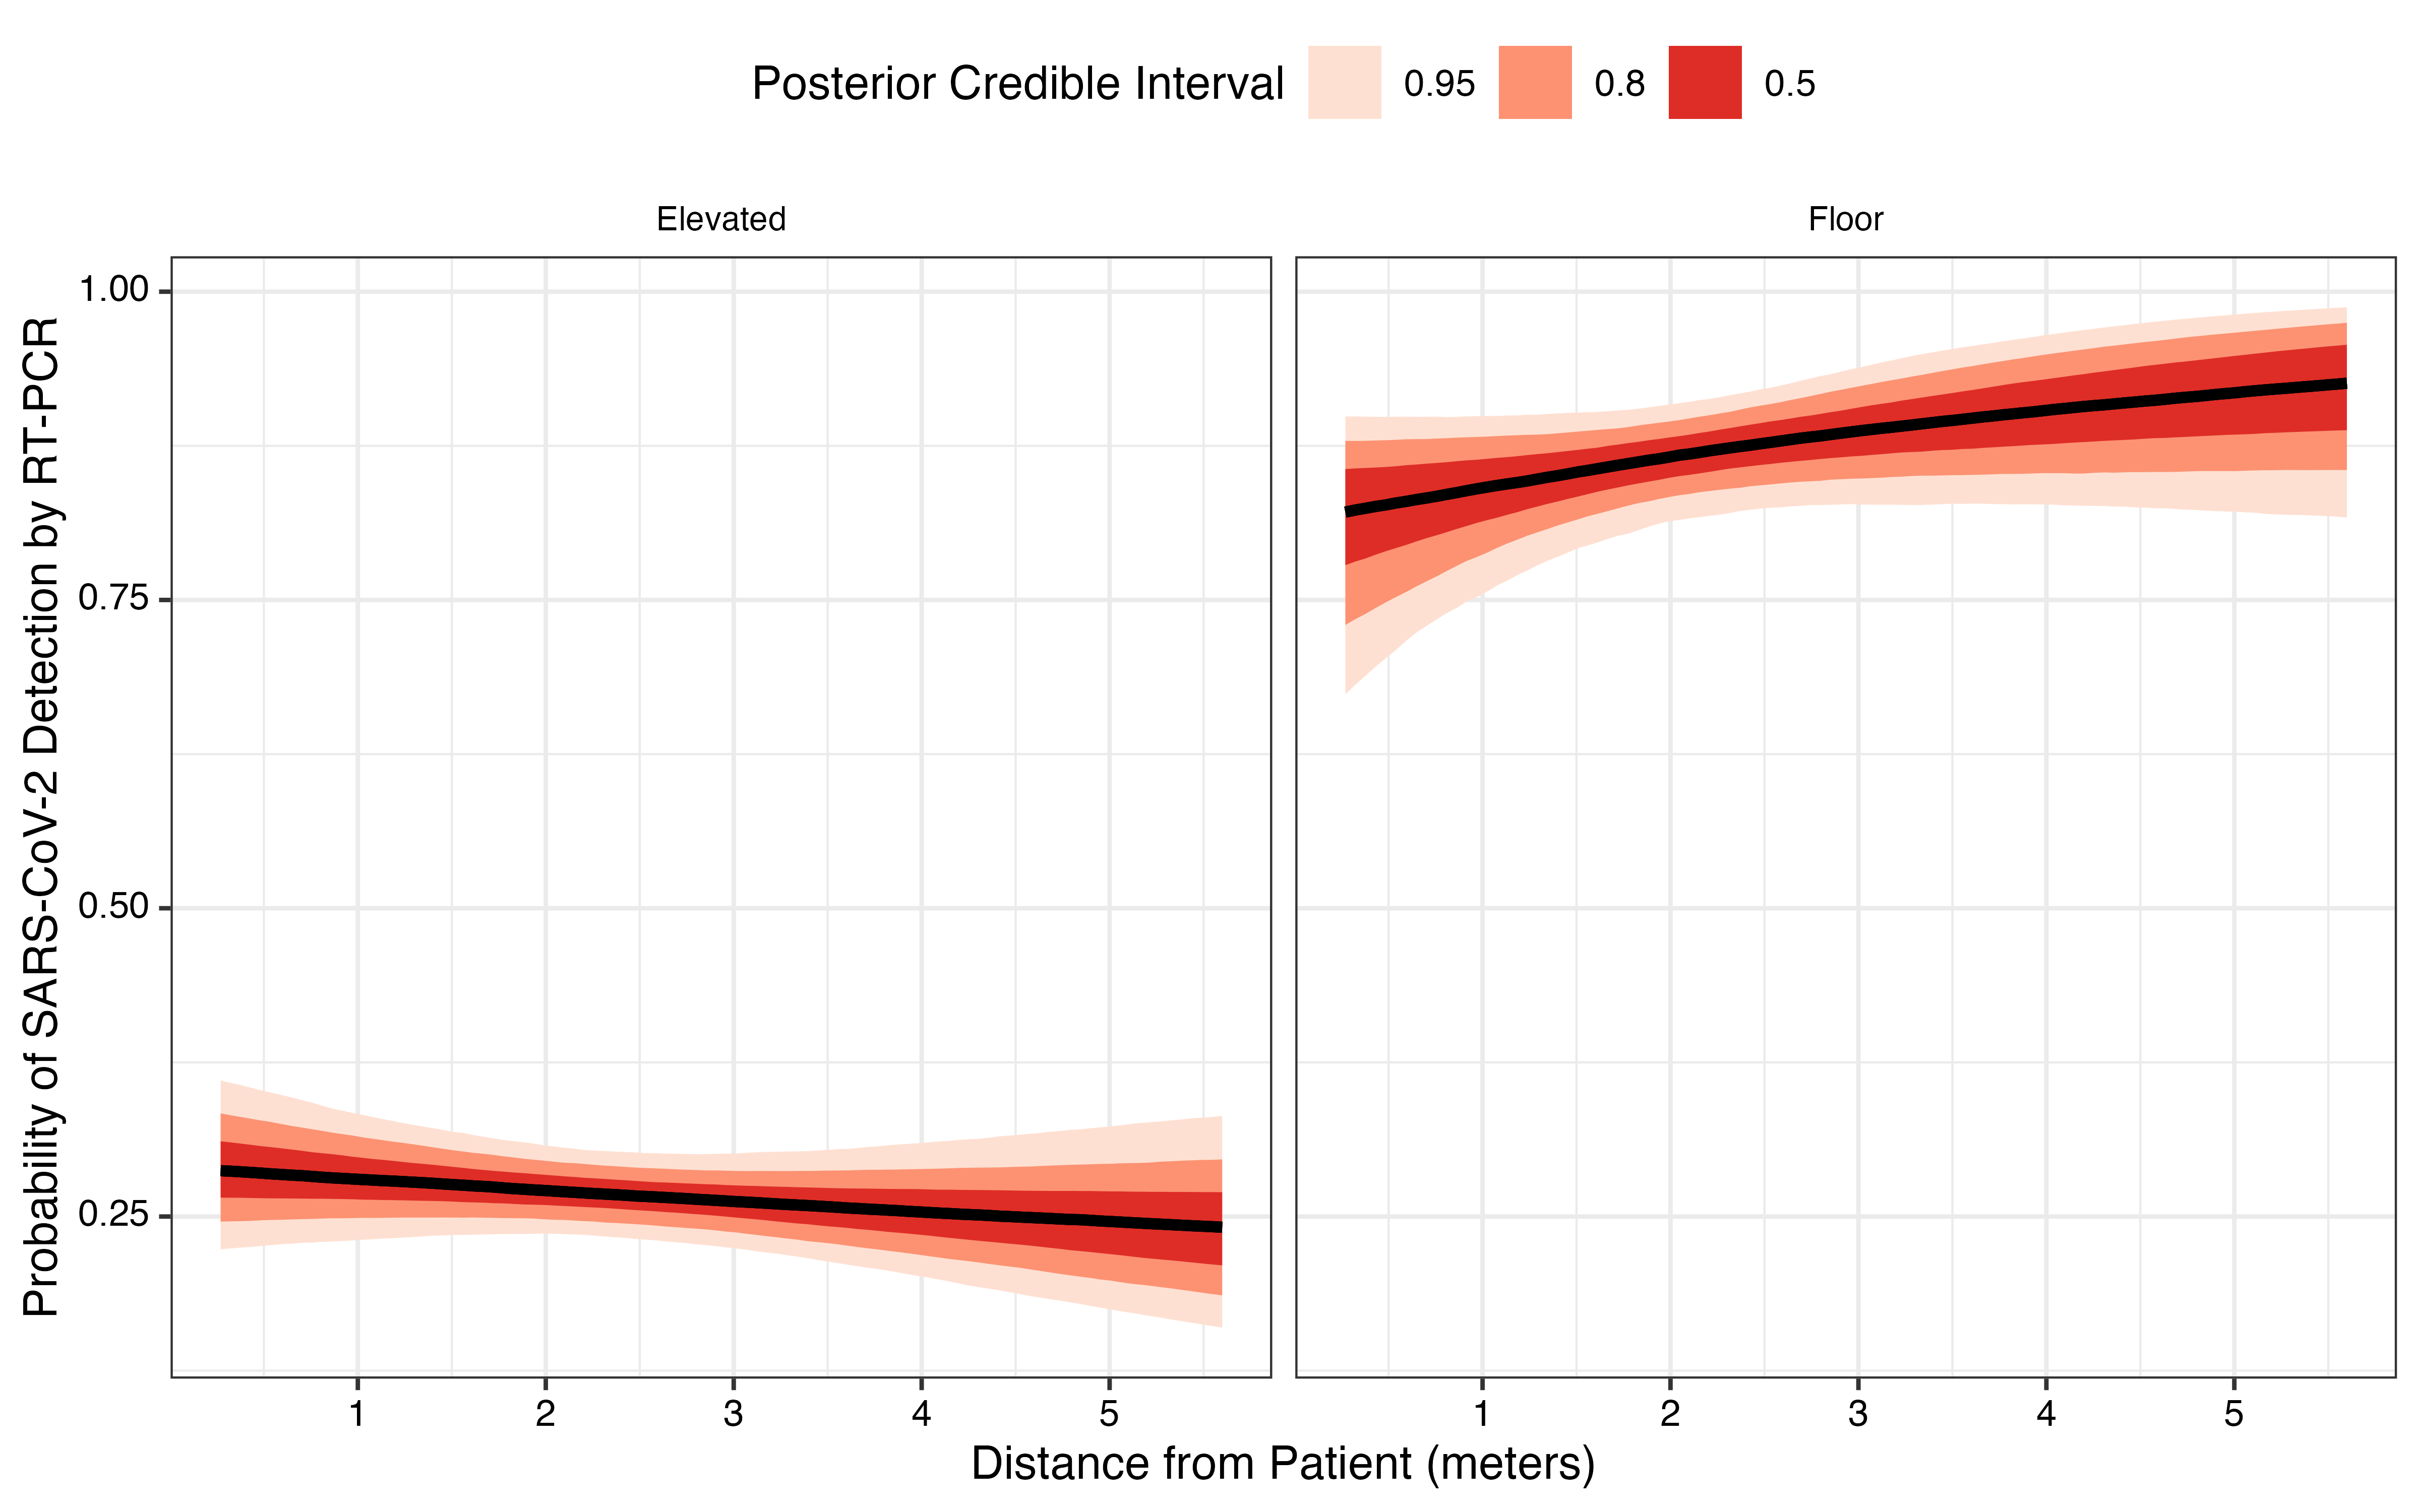 Posterior Credible Interval 0.95 0.8 0.5
Elevated Floor
Probability of SARS-CoV-2 Detection by RT-PCR
1.00
0.75
0.50
0.25
1 2 3 4 5 1 2 3 4 5
Distance from Patient (meters)